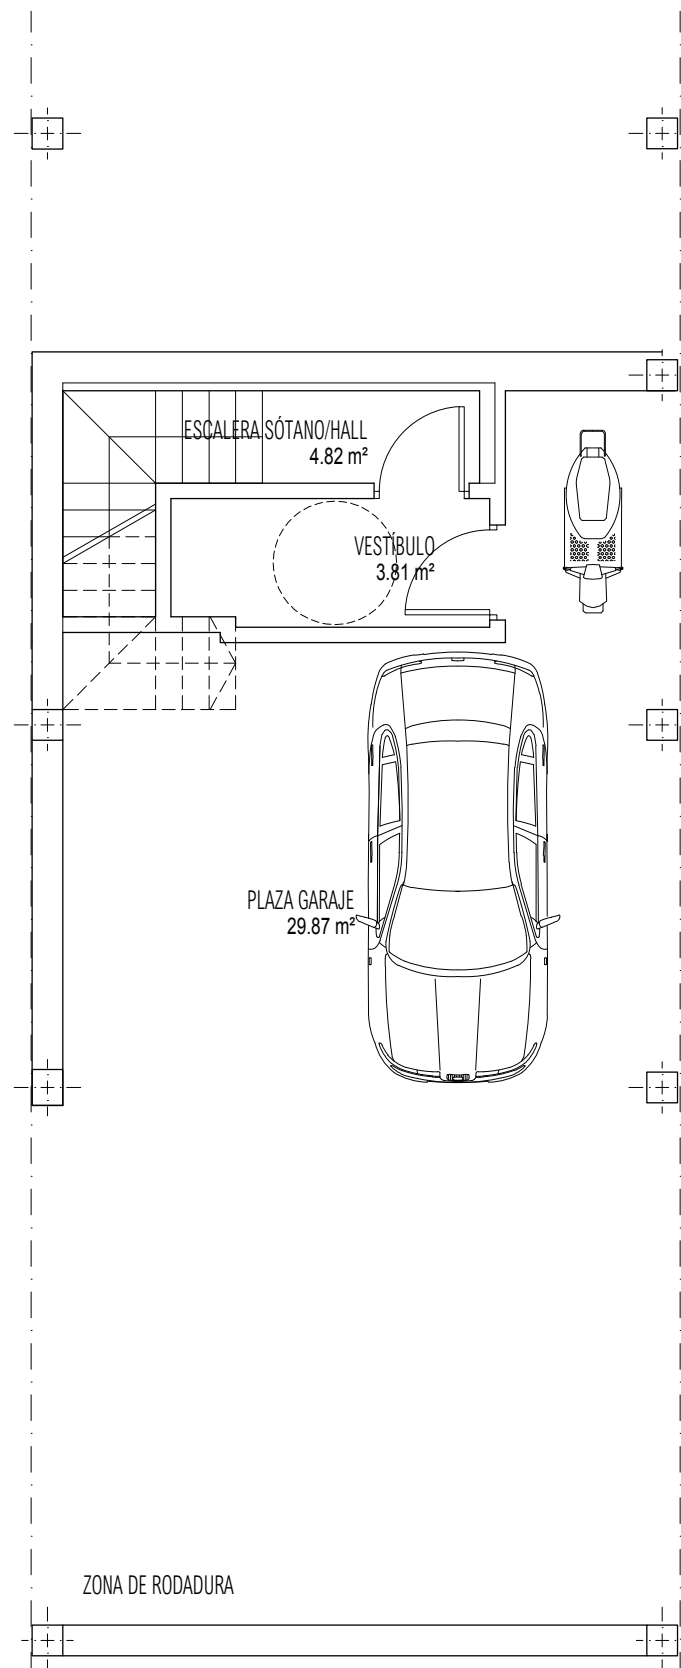 ESCALERA SÓTANO/HALL
4.82 m²
VESTÍBULO
3.81 m²
PLAZA GARAJE
29.87 m²
ZONA DE RODADURA